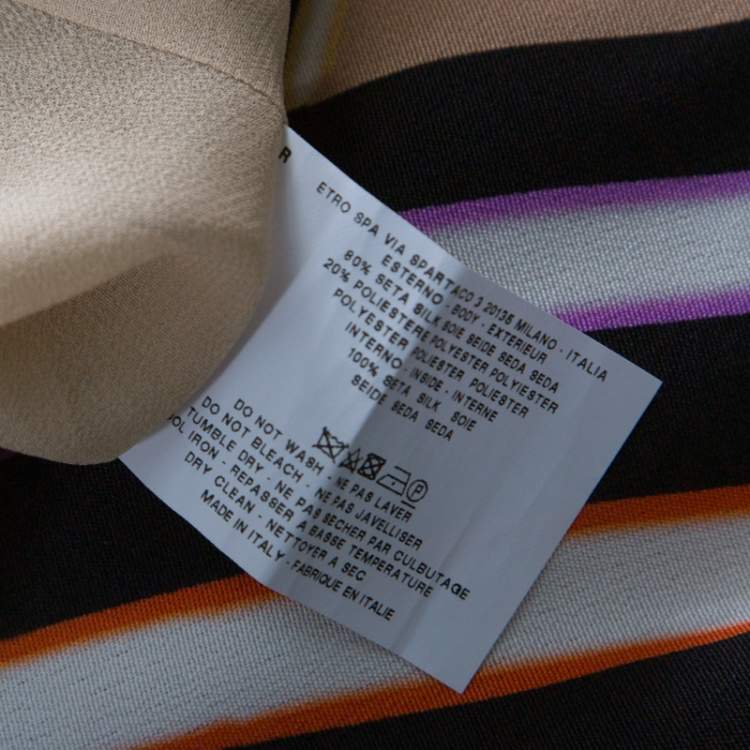 R
ETRO SPA VIA SPARTACO 3 20135 MILANO - ITALIA
ESTERNO - BODY - EXTERIEUR
80% SETA SILK SOIE SEIDE SEDA SEDA
20% POLIESTERE POLYESTER POLYESTER
POLYESTER POLIESTER POLIESTER
INTERNO - INSIDE - INTERNE
100% SETA SILK SOIE
SEIDE SEDA SEDA
DO NOT WASH - NE PAS LAVER
DO NOT BLEACH - NE PAS JAVELLISER
TUMBLE DRY - NE PAS SECHER PAR CULBUTAGE
OL IRON - REPASSER A BASSE TEMPERATURE
DRY CLEAN - NETTOYER A SEC
MADE IN ITALY - FABRIQUE EN ITALIE